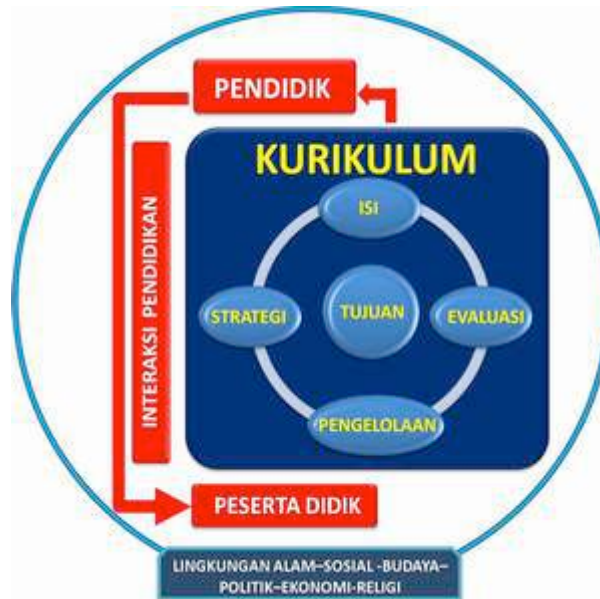 PENDIDIK
KURIKULUM
ISI
INTERAKSI PENDIDIKAN
STRATEGI
TUJUAN
EVALUASI
PENGELOLAAN
PESERTA DIDIK
LINGKUNGAN ALAM–SOSIAL -BUDAYA–
POLITIK–EKONOMI-RELIGI